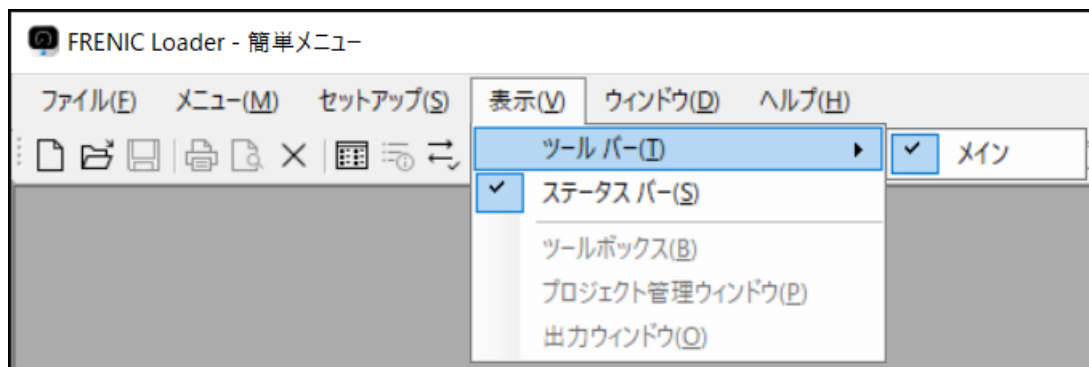 FRENIC Loader - 簡単メニュー
ファイル(F) メニュー(M) セットアップ(S) 表示(V) ウィンドウ(D) ヘルプ(H)
ツール バー(T) メイン
ステータス バー(S)
ツールボックス(B)
プロジェクト管理ウィンドウ(P)
出力ウィンドウ(O)